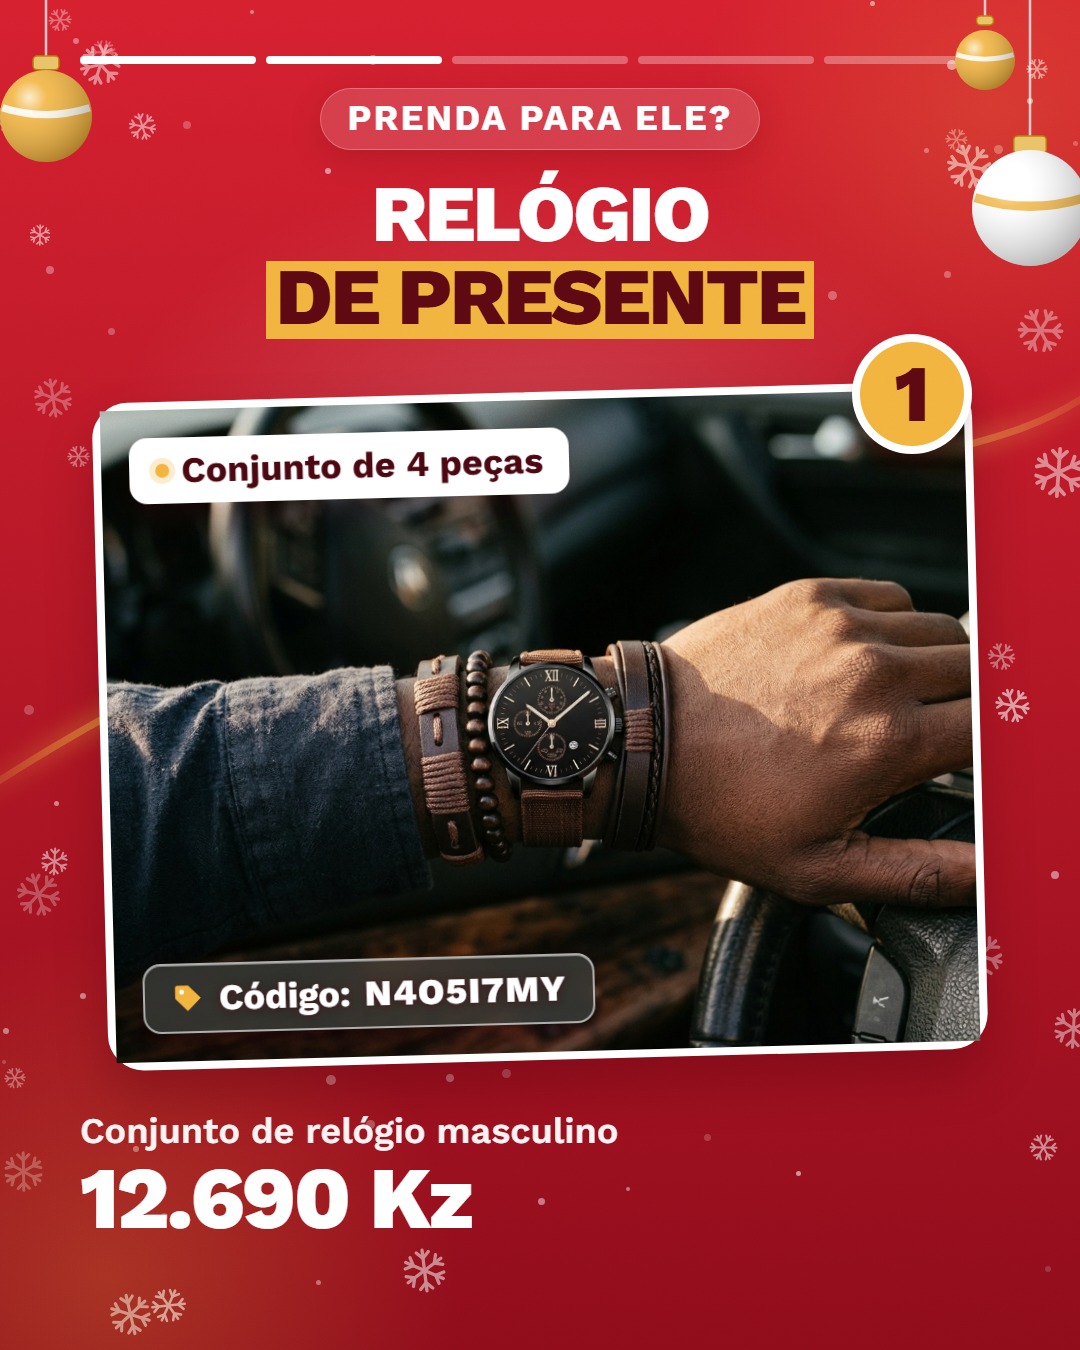 PRENDA PARA ELE?
RELÓGIO
DE PRESENTE
1
Conjunto de 4 peças
Código: N4O5I7MY
Conjunto de relógio masculino
12.690 Kz